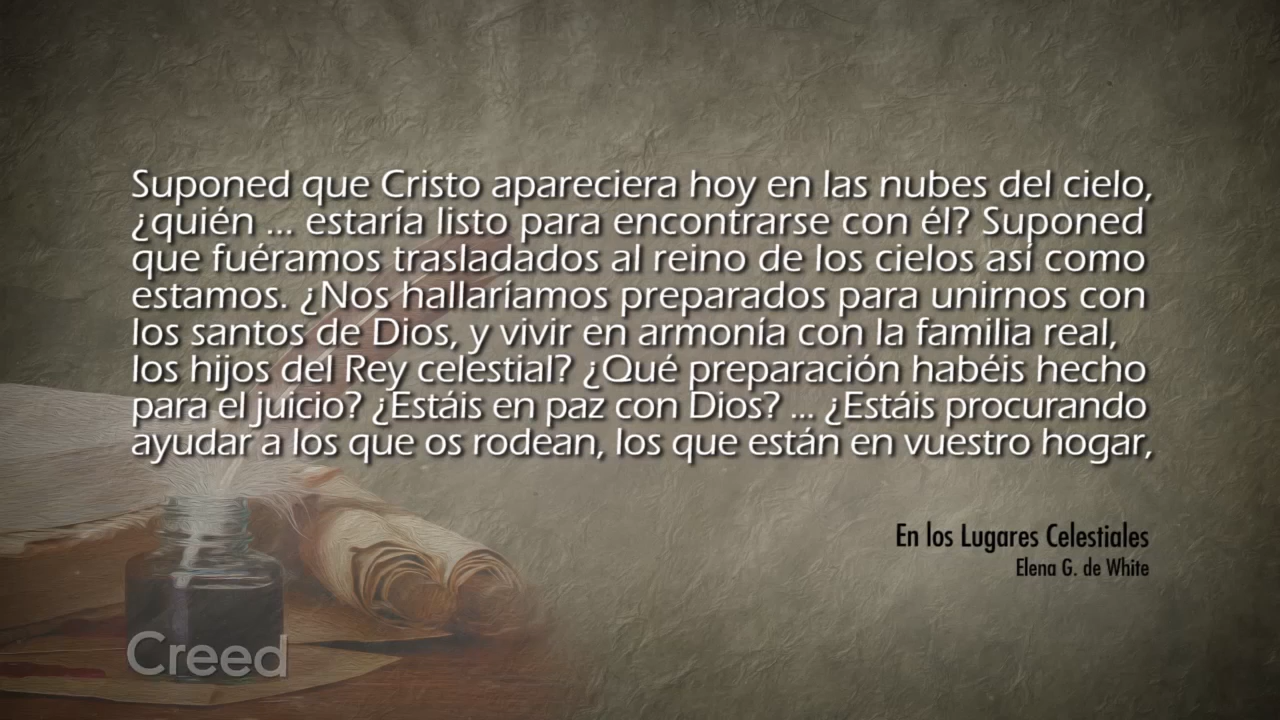 Suponed que Cristo apareciera hoy en las nubes del cielo,
¿quién ... estaría listo para encontrarse con él? Suponed
que fuéramos trasladados al reino de los cielos así como
estamos. ¿Nos hallaríamos preparados para unirnos con
los santos de Dios, y vivir en armonía con la familia real,
los hijos del Rey celestial? ¿Qué preparación habéis hecho
para el juicio? ¿Estáis en paz con Dios? ... ¿Estáis procurando
ayudar a los que os rodean, los que están en vuestro hogar,
En los Lugares Celestiales
Elena G. de White
Creed